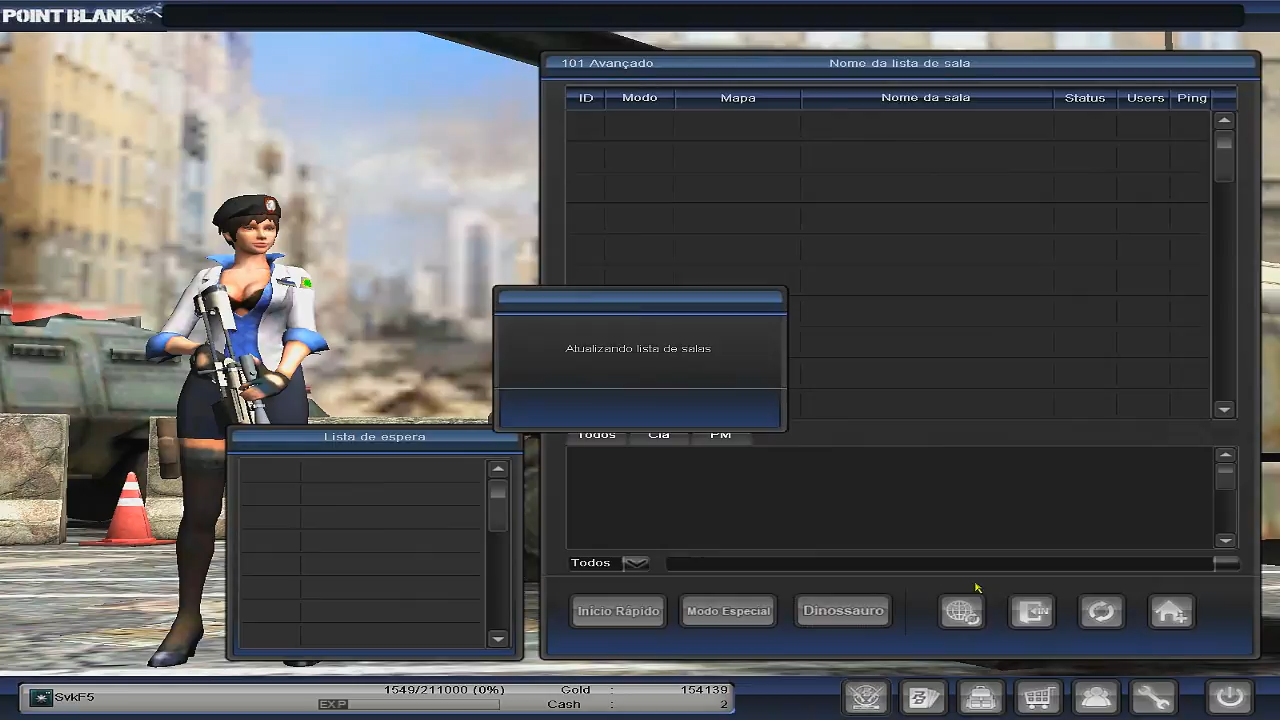 POINT BLANK
101 Avançado
Nome da lista de sala
ID Modo Mapa Nome da sala Status Users Ping
Atualizando lista de salas
Todos Clã PM
Lista de espera
Todos
Início Rápido Modo Especial Dinossauro IN
SvkF5
1549/211000 (0%)
EXP
Gold : 154139
Cash : 2